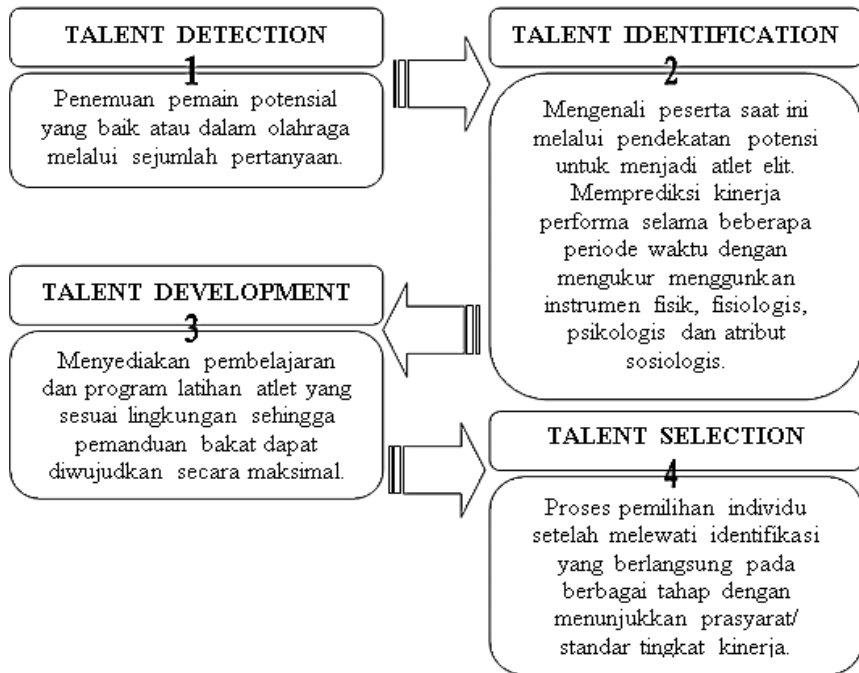 TALENT DETECTION
1
Penemuan pemain potensial
yang baik atau dalam olahraga
melalui sejumlah pertanyaan.
TALENT IDENTIFICATION
2
Mengenali peserta saat ini
melalui pendekatan potensi
untuk menjadi atlet elit.
Memprediksi kinerja
performa selama beberapa
periode waktu dengan
mengukur menggunkan
instrumen fisik, fisiologis,
psikologis dan atribut
sosiologis.
TALENT DEVELOPMENT
3
Menyediakan pembelajaran
dan program latihan atlet yang
sesuai lingkungan sehingga
pemanduan bakat dapat
diwujudkan secara maksimal.
TALENT SELECTION
4
Proses pemilihan individu
setelah melewati identifikasi
yang berlangsung pada
berbagai tahap dengan
menunjukkan prasyarat/
standar tingkat kinerja.